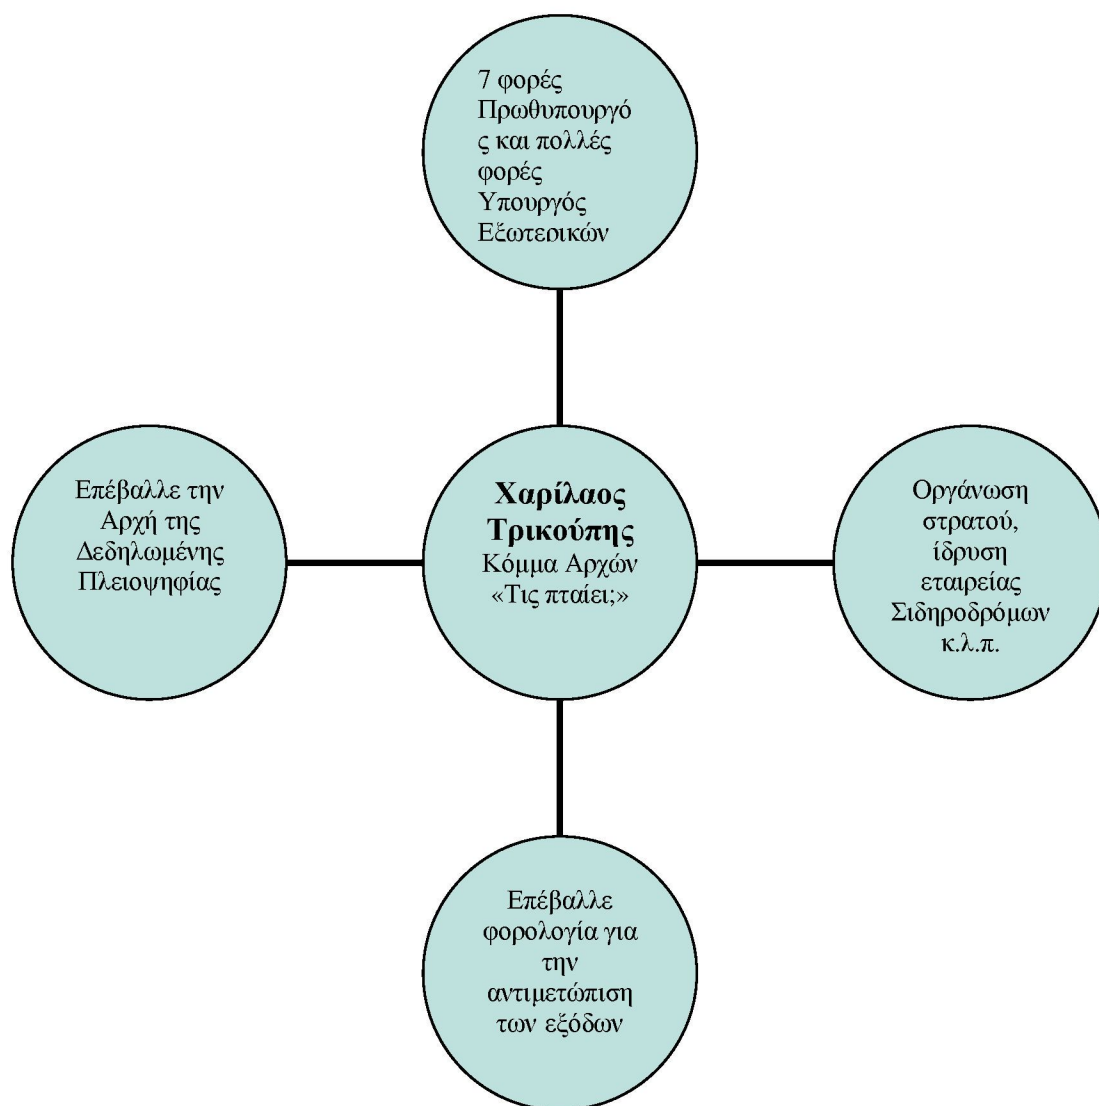 7 φορές
Πρωθυπουργό
ς και πολλές
φορές
Υπουργός
Εξωτερικών
Επέβαλλε την
Αρχή της
Δεδηλωμένης
Πλειοψηφίας
Χαρίλαος
Τρικούπης
Κόμμα Αρχών
«Τις πταίει;»
Οργάνωση
στρατού,
ίδρυση
εταιρείας
Σιδηροδρόμων
κ.λ.π.
Επέβαλλε
φορολογία για
την
αντιμετώπιση
των εξόδων